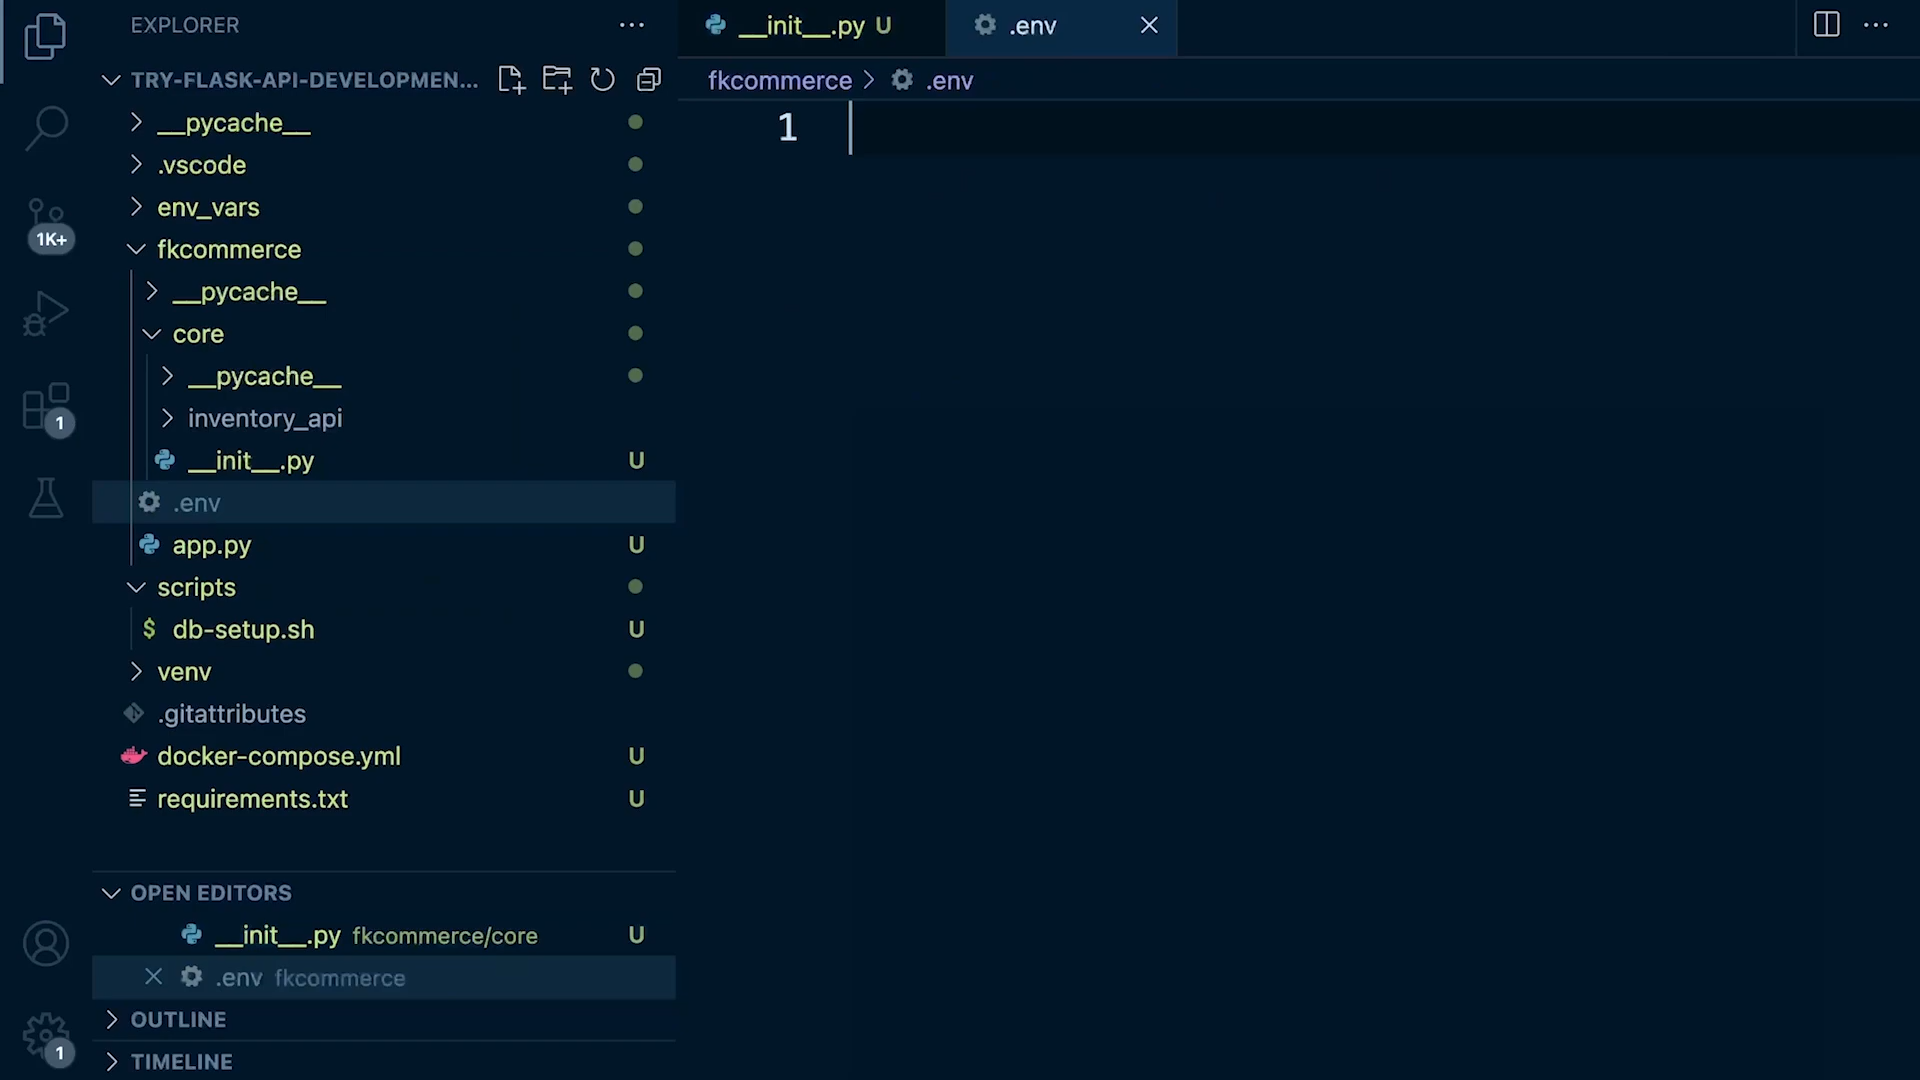 EXPLORER
TRY-FLASK-API-DEVELOPMEN...
__pycache__
.vscode
env_vars
fkcommerce
__pycache__
core
__pycache__
inventory_api
__init__.py U
.env
app.py U
scripts
db-setup.sh U
venv
.gitattributes
docker-compose.yml U
requirements.txt U
OPEN EDITORS
__init__.py fkcommerce/core U
.env fkcommerce
OUTLINE
TIMELINE
1K+
1
1
__init__.py U
.env
fkcommerce > .env
1